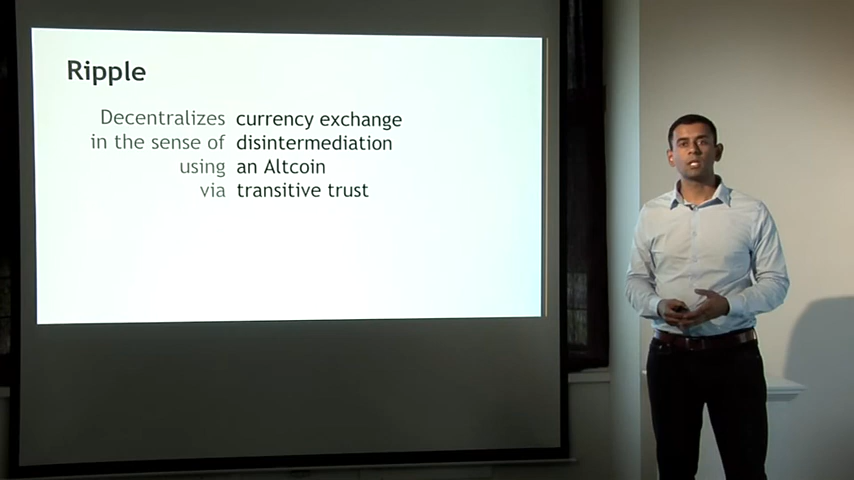 Ripple
Decentralizes currency exchange
in the sense of disintermediation
using an Altcoin
via transitive trust